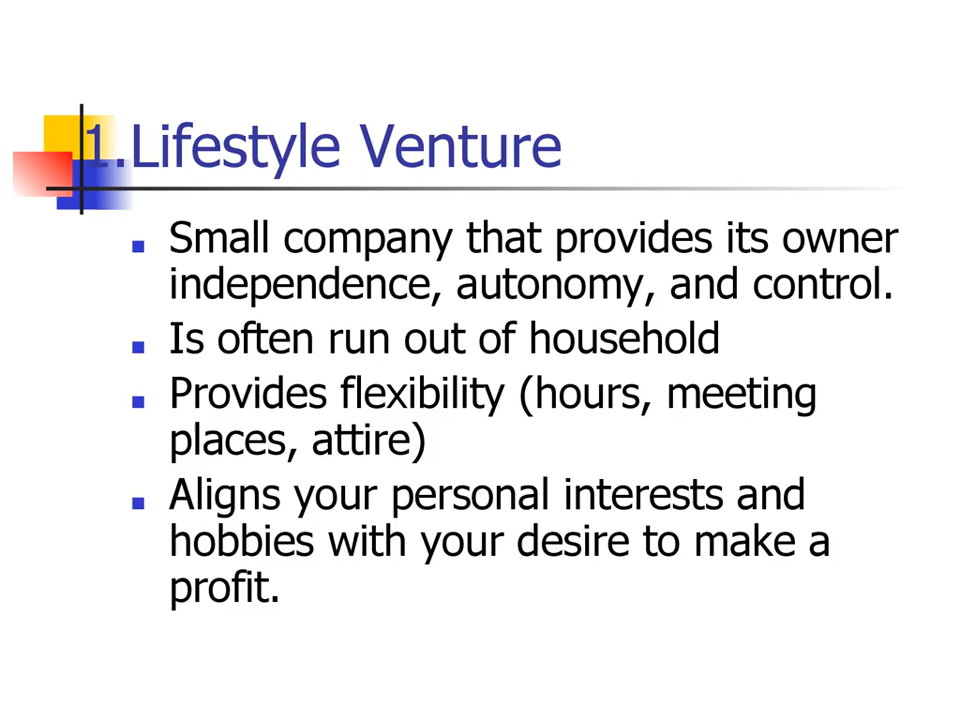 1.Lifestyle Venture
Small company that provides its owner
independence, autonomy, and control.
Is often run out of household
Provides flexibility (hours, meeting
places, attire)
Aligns your personal interests and
hobbies with your desire to make a
profit.